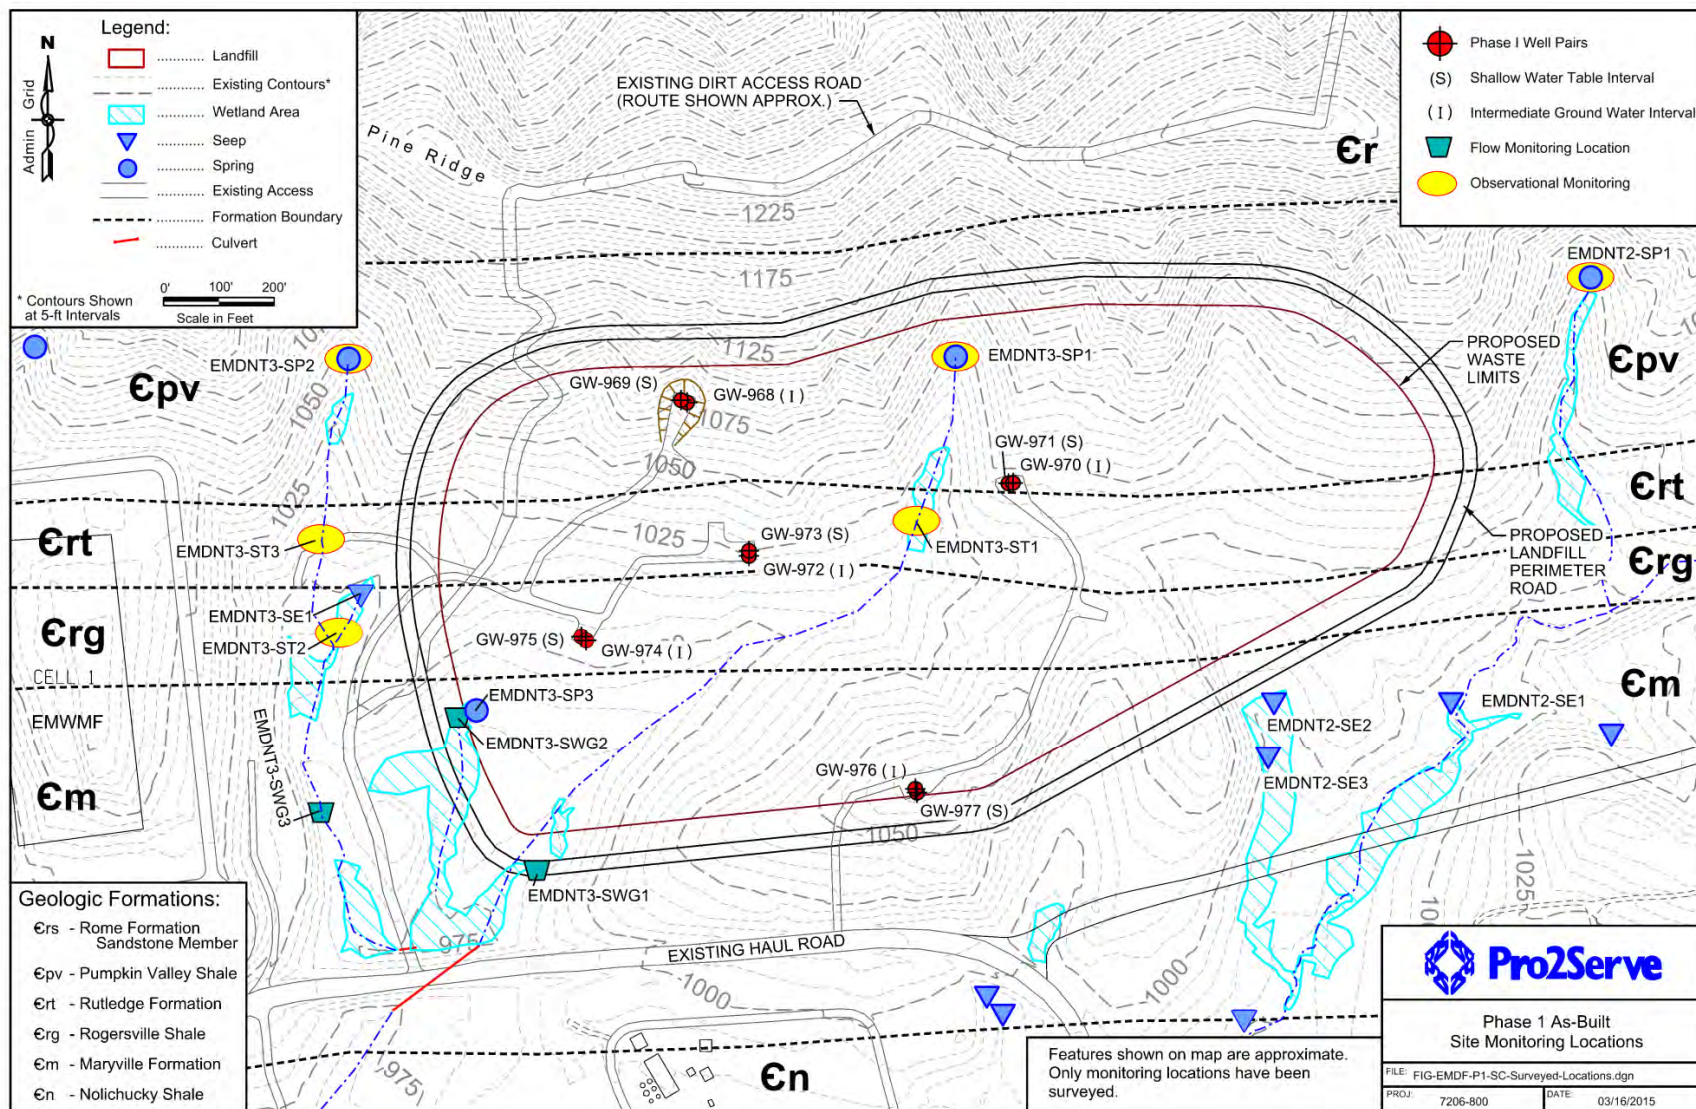 Legend:
N
Admin Grid
Landfill
Existing Contours*
Wetland Area
Seep
Spring
Existing Access
Formation Boundary
Culvert
* Contours Shown
at 5-ft Intervals
0' 100' 200'
Scale in Feet
Phase I Well Pairs
(S) Shallow Water Table Interval
( I ) Intermediate Ground Water Interval
Flow Monitoring Location
Observational Monitoring
EXISTING DIRT ACCESS ROAD
(ROUTE SHOWN APPROX.)
Pine Ridge
Єr
1225
1175
1125
EMDNT2-SP1
EMDNT3-SP2
EMDNT3-SP1
PROPOSED
WASTE
LIMITS
Єpv
Єpv
GW-969 (S)
GW-968 ( I )
1075
1050
1050
GW-971 (S)
GW-970 ( I )
1025
1025
Єrt
Єrt
EMDNT3-ST3
GW-973 (S)
GW-972 ( I )
EMDNT3-ST1
PROPOSED
LANDFILL
PERIMETER
ROAD
Єrg
Єrg
EMDNT3-SE1
EMDNT3-ST2
GW-975 (S)
GW-974 ( I )
CELL 1
EMWMF
Єm
Єm
EMDNT3-SP3
EMDNT3-SWG2
EMDNT3-SWG3
EMDNT2-SE2
EMDNT2-SE1
EMDNT2-SE3
GW-976 ( I )
GW-977 (S)
1050
EMDNT3-SWG1
1025
975
EXISTING HAUL ROAD
1000
1000
975
Єn
Geologic Formations:
Єrs - Rome Formation
Sandstone Member
Єpv - Pumpkin Valley Shale
Єrt - Rutledge Formation
Єrg - Rogersville Shale
Єm - Maryville Formation
Єn - Nolichucky Shale
Features shown on map are approximate.
Only monitoring locations have been
surveyed.
Pro2Serve
Phase 1 As-Built
Site Monitoring Locations
FILE: FIG-EMDF-P1-SC-Surveyed-Locations.dgn
PROJ: 7206-800
DATE: 03/16/2015